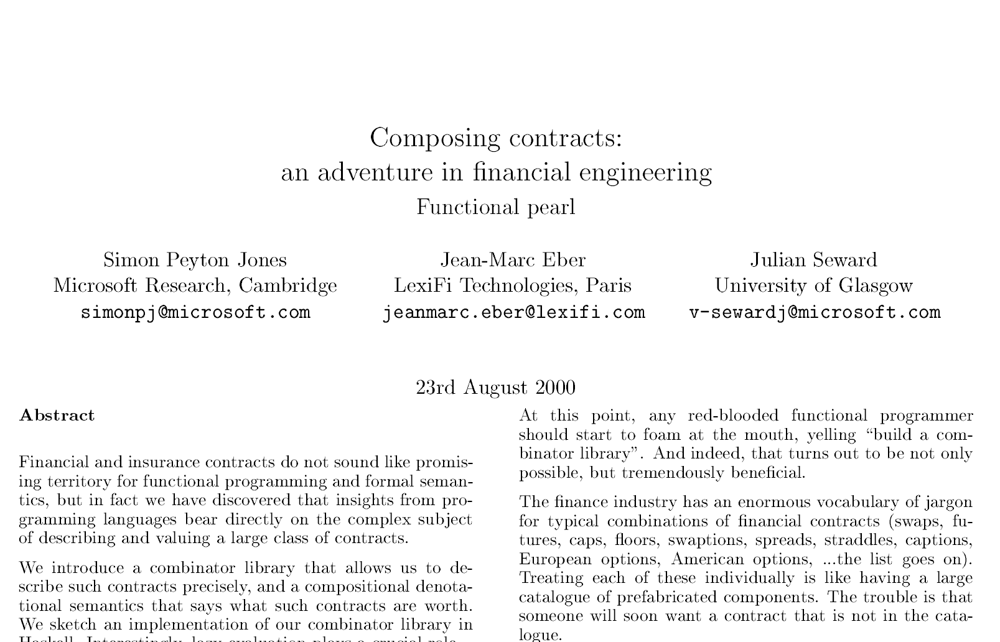 Composing contracts:
an adventure in financial engineering
Functional pearl
Simon Peyton Jones
Microsoft Research, Cambridge
simonpj@microsoft.com
Jean-Marc Eber
LexiFi Technologies, Paris
jeanmarc.eber@lexifi.com
Julian Seward
University of Glasgow
v-sewardj@microsoft.com
23rd August 2000
Abstract
Financial and insurance contracts do not sound like promis-
ing territory for functional programming and formal seman-
tics, but in fact we have discovered that insights from pro-
gramming languages bear directly on the complex subject
of describing and valuing a large class of contracts.
We introduce a combinator library that allows us to de-
scribe such contracts precisely, and a compositional denota-
tional semantics that says what such contracts are worth.
We sketch an implementation of our combinator library in
Haskell. Interestingly, lazy evaluation plays a crucial role.
At this point, any red-blooded functional programmer
should start to foam at the mouth, yelling “build a com-
binator library”. And indeed, that turns out to be not only
possible, but tremendously beneficial.
The finance industry has an enormous vocabulary of jargon
for typical combinations of financial contracts (swaps, fu-
tures, caps, floors, swaptions, spreads, straddles, captions,
European options, American options, ...the list goes on).
Treating each of these individually is like having a large
catalogue of prefabricated components. The trouble is that
someone will soon want a contract that is not in the cata-
logue.